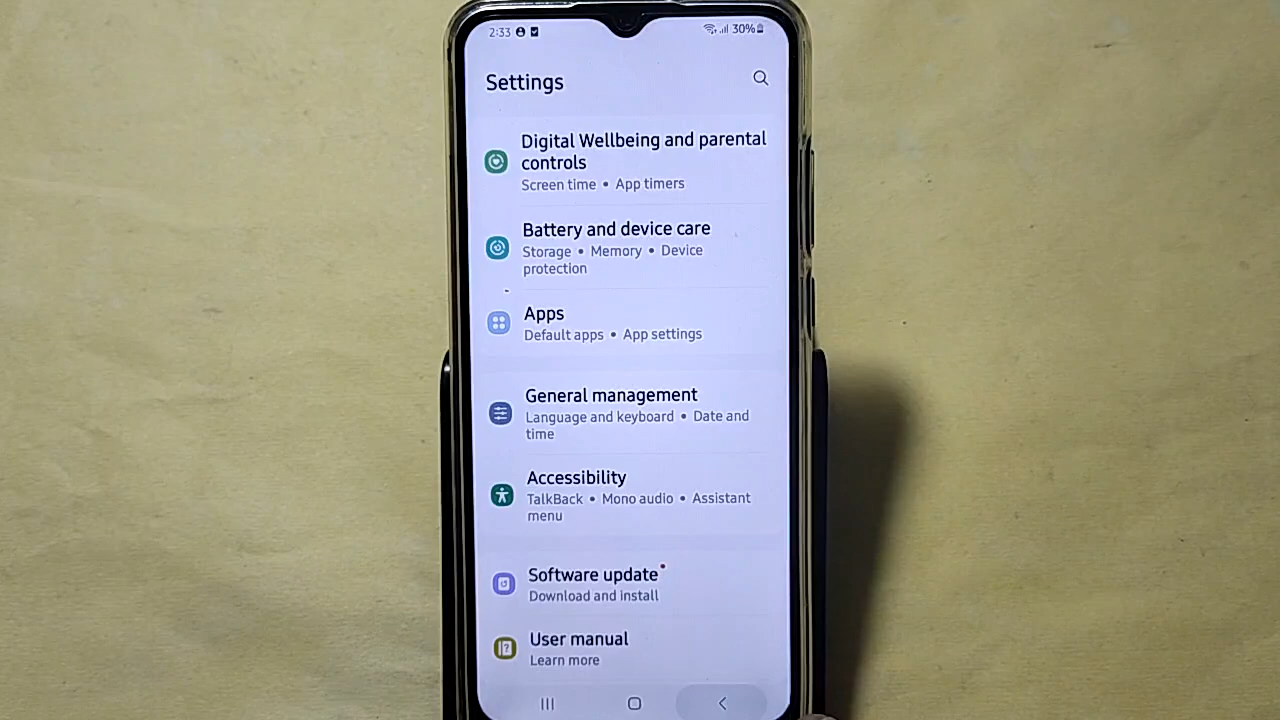 2:33
30%
Settings
Digital Wellbeing and parental
controls
Screen time • App timers
Battery and device care
Storage • Memory • Device
protection
Apps
Default apps • App settings
General management
Language and keyboard • Date and
time
Accessibility
TalkBack • Mono audio • Assistant
menu
Software update
Download and install
User manual
Learn more